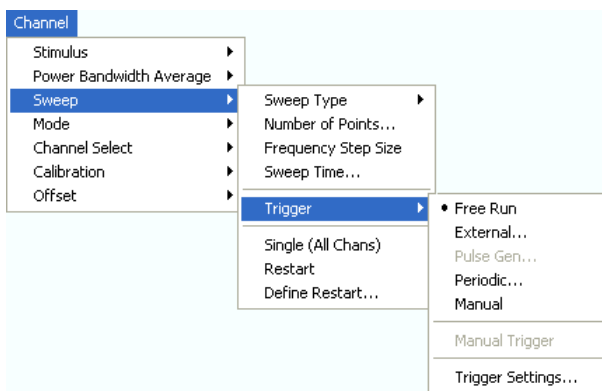 Channel
Stimulus
Power Bandwidth Average
Sweep
Mode
Channel Select
Calibration
Offset
Sweep Type
Number of Points...
Frequency Step Size
Sweep Time...
Trigger
Single (All Chans)
Restart
Define Restart...
Free Run
External...
Pulse Gen...
Periodic...
Manual
Manual Trigger
Trigger Settings...